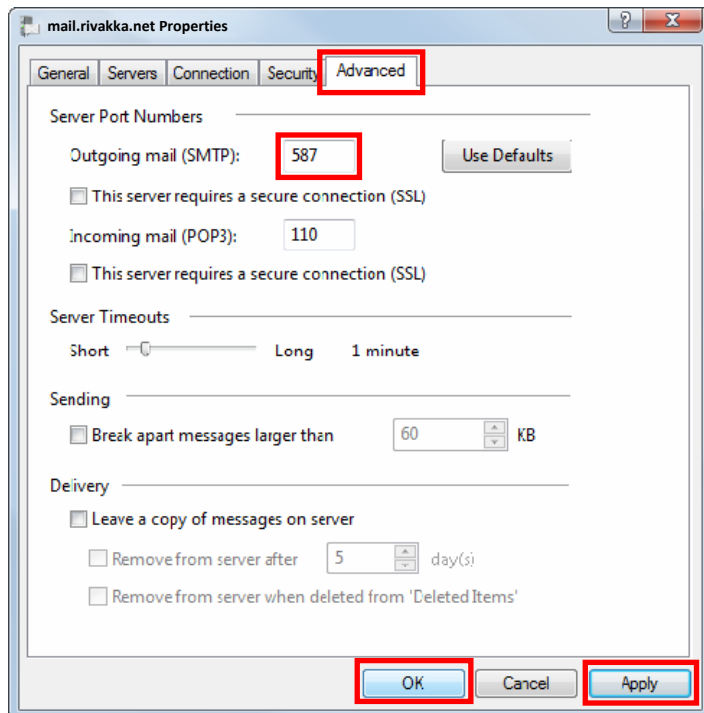 mail.rivakka.net Properties
General Servers Connection Security Advanced
Server Port Numbers
Outgoing mail (SMTP): 587 Use Defaults
This server requires a secure connection (SSL)
Incoming mail (POP3): 110
This server requires a secure connection (SSL)
Server Timeouts
Short Long 1 minute
Sending
Break apart messages larger than 60 KB
Delivery
Leave a copy of messages on server
Remove from server after 5 day(s)
Remove from server when deleted from 'Deleted Items'
OK Cancel Apply